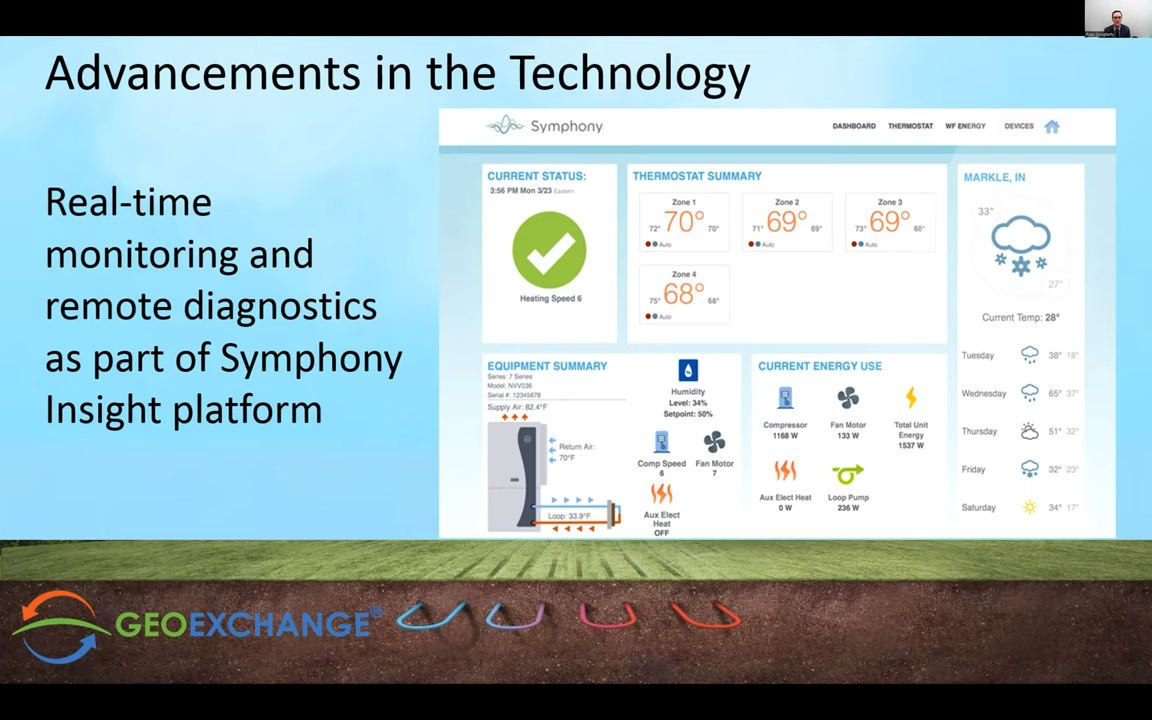 Advancements in the Technology
Real-time
monitoring and
remote diagnostics
as part of Symphony
Insight platform
Symphony
DASHBOARD THERMOSTAT WF ENERGY DEVICES
CURRENT STATUS:
3:56 PM Mon 3/23 Eastern
Heating Speed 6
THERMOSTAT SUMMARY
Zone 1
72° 70° 70°
Auto
Zone 2
71° 69° 69°
Auto
Zone 3
73° 69° 68°
Auto
Zone 4
75° 68° 68°
Auto
MARKLE, IN
33°
27°
Current Temp: 28°
Tuesday 38° 18°
Wednesday 65° 37°
Thursday 51° 32°
Friday 32° 23°
Saturday 34° 17°
EQUIPMENT SUMMARY
Series: 7 Series
Model: NVV036
Serial #: 12345678
Supply Air: 82.4°F
Return Air:
70°F
Loop: 33.9°F
Humidity
Level: 34%
Setpoint: 50%
Comp Speed
6
Fan Motor
7
Aux Elect
Heat
OFF
CURRENT ENERGY USE
Compressor
1168 W
Fan Motor
133 W
Total Unit
Energy
1537 W
Aux Elect Heat
0 W
Loop Pump
236 W
GEOEXCHANGE®